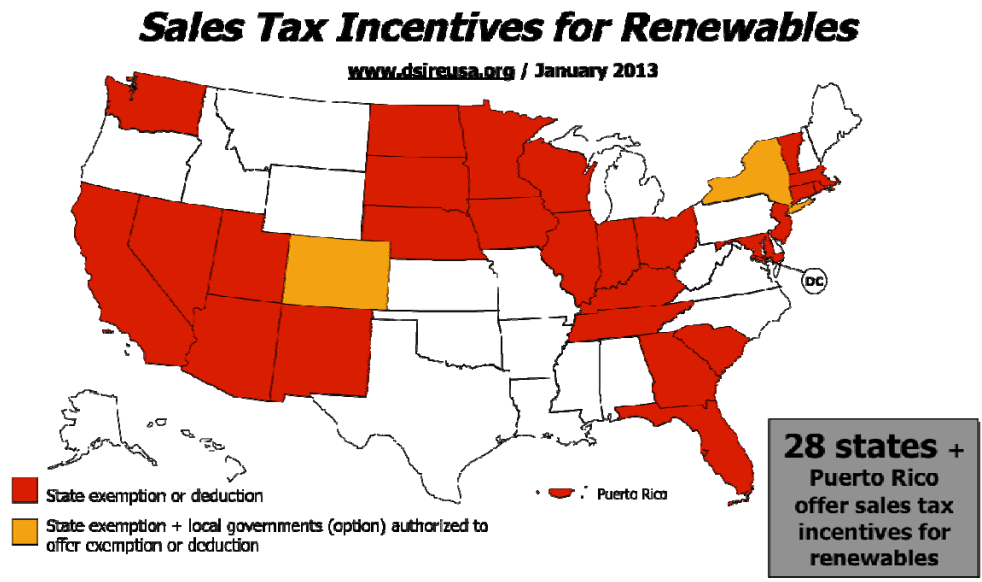 Sales Tax Incentives for Renewables
www.dsireusa.org / January 2013
DC
28 states +
Puerto Rico
offer sales tax
incentives for
renewables
State exemption or deduction
Puerto Rico
State exemption + local governments (option) authorized to
offer exemption or deduction